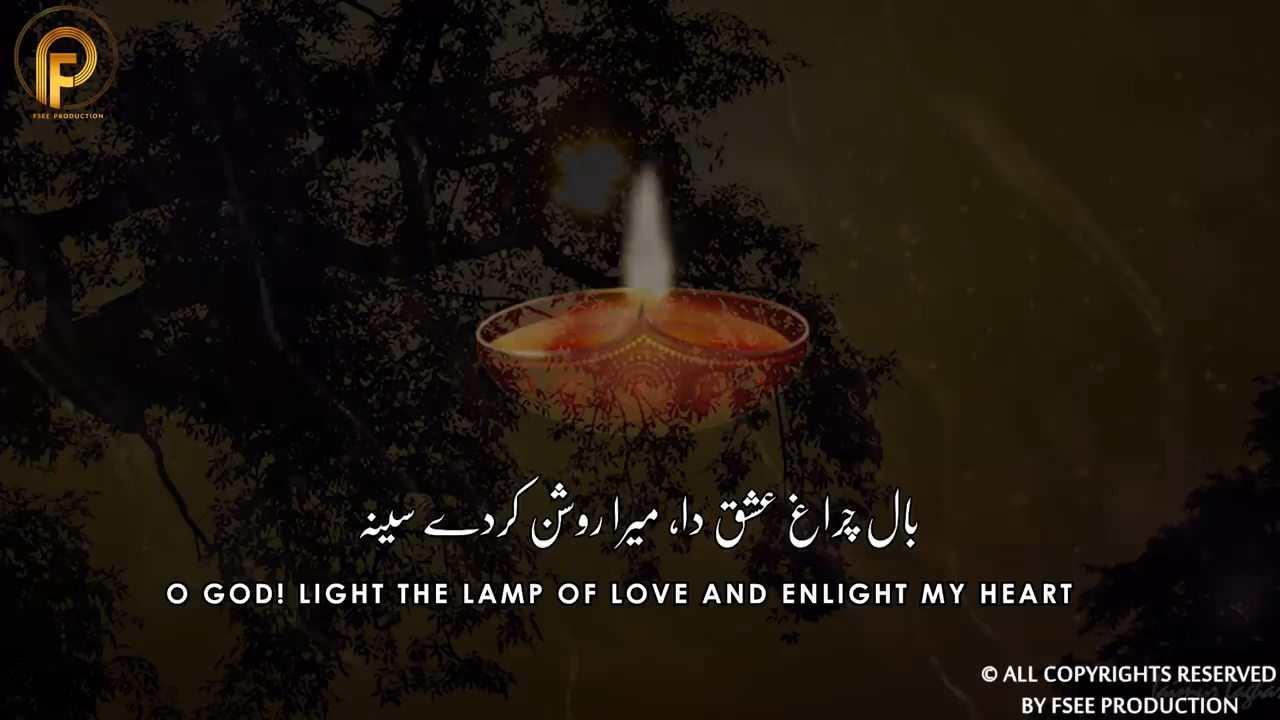 FSEE PRODUCTION
بال چراغ عشق دا، میرا روشن کردے سینہ
O GOD! LIGHT THE LAMP OF LOVE AND ENLIGHT MY HEART
© ALL COPYRIGHTS RESERVED
BY FSEE PRODUCTION